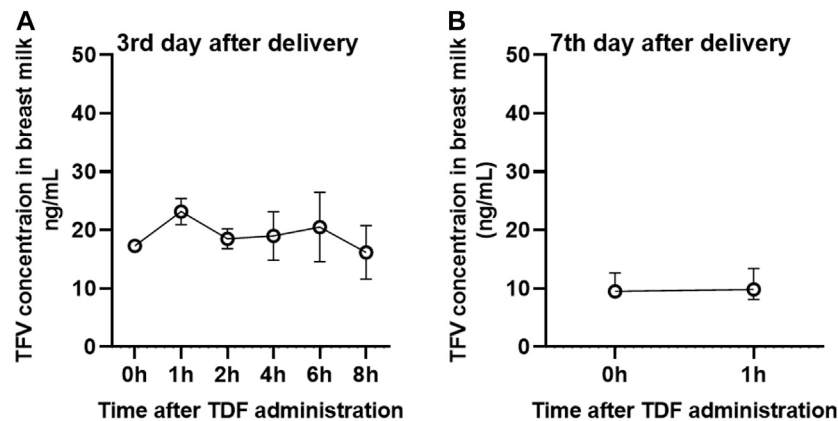 A
3rd day after delivery
TFV concentraion in breast milk
ng/mL
50
40
30
20
10
0
0h 1h 2h 4h 6h 8h
Time after TDF administration
B
7th day after delivery
TFV concentraion in breast milk
(ng/mL)
50
40
30
20
10
0
0h 1h
Time after TDF administration